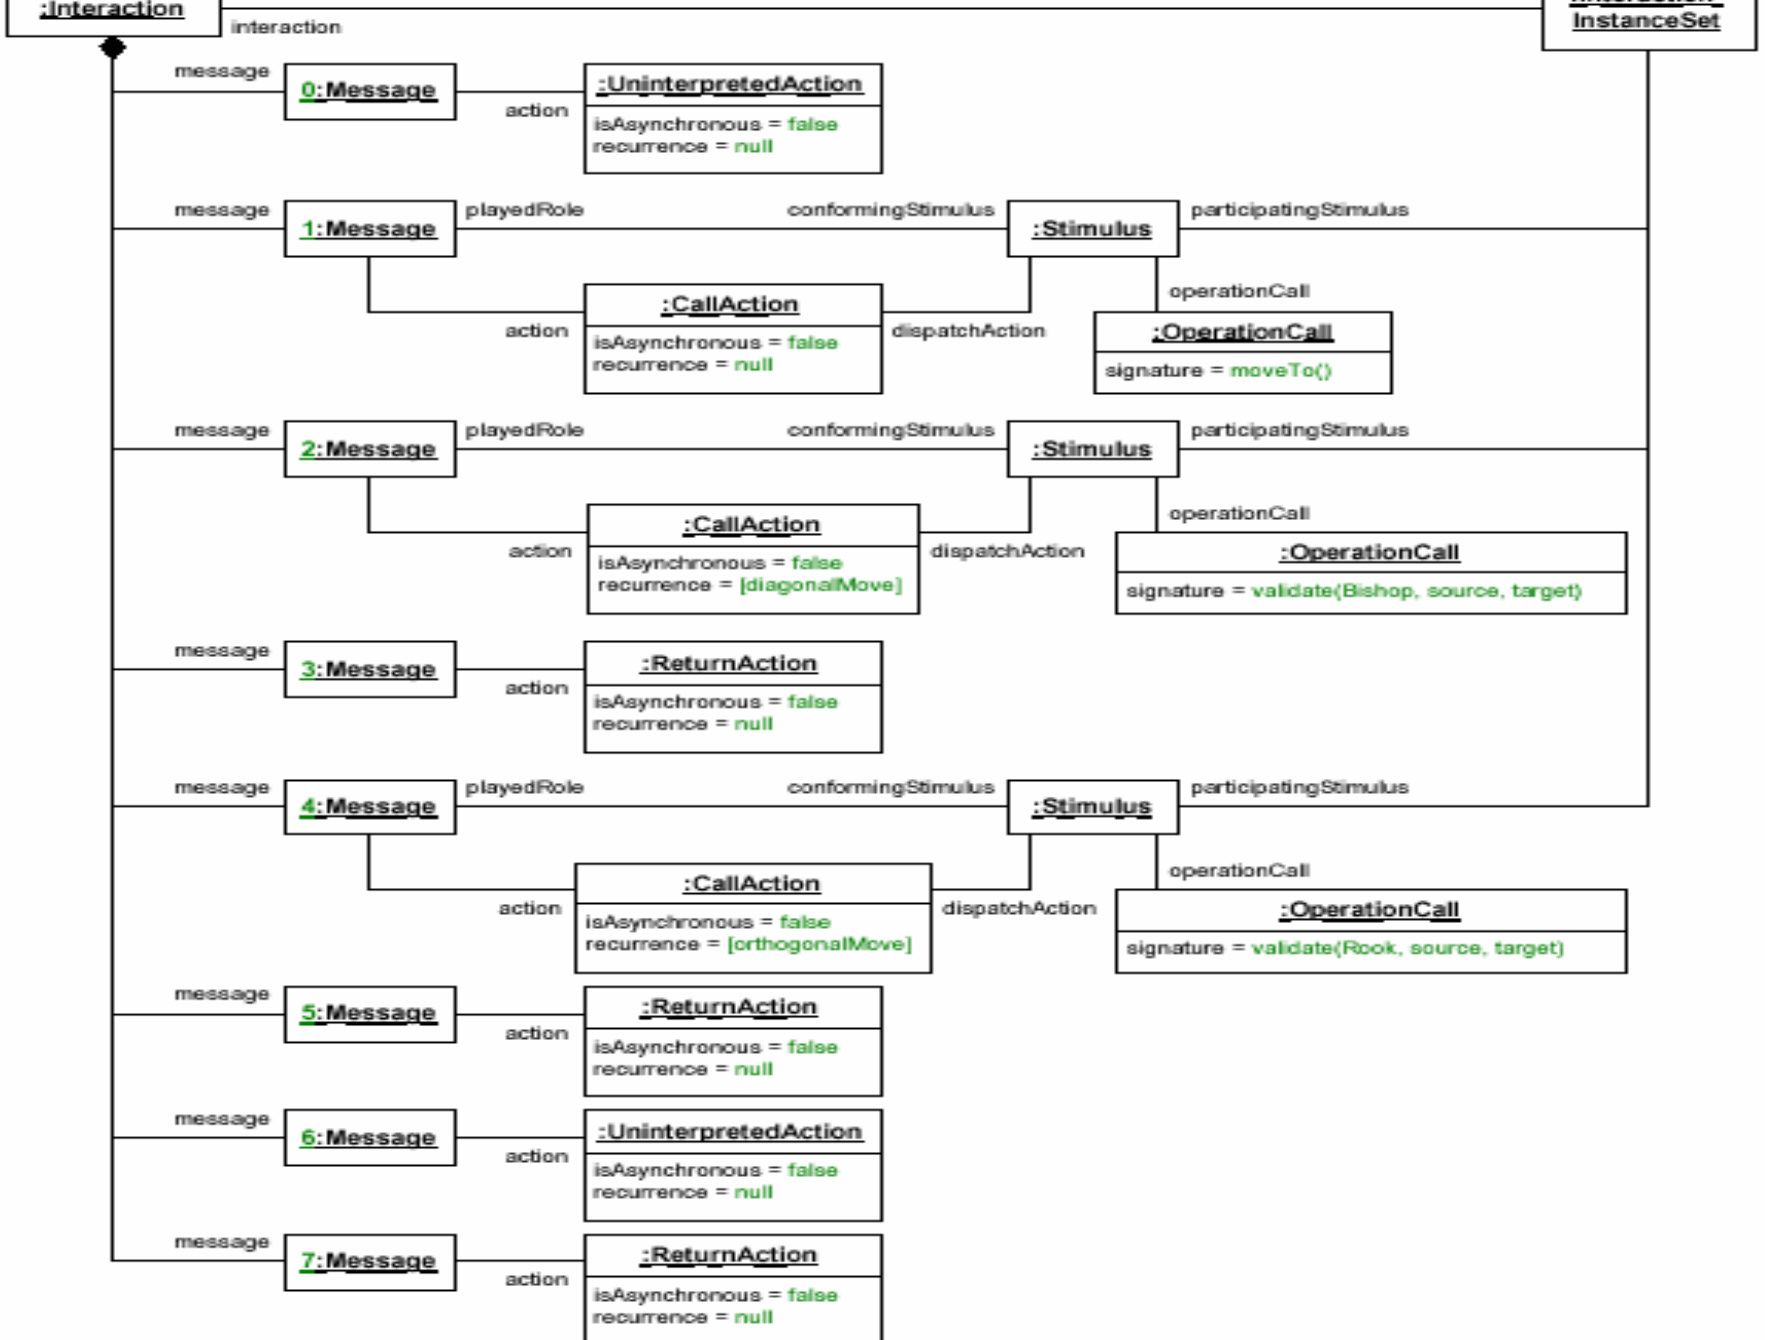 :Interaction
InstanceSet
interaction
message
0:Message
action
:UninterpretedAction
isAsynchronous = false
recurrence = null
message
1:Message
playedRole
conformingStimulus
:Stimulus
participatingStimulus
action
:CallAction
isAsynchronous = false
recurrence = null
dispatchAction
operationCall
:OperationCall
signature = moveTo()
message
2:Message
playedRole
conformingStimulus
:Stimulus
participatingStimulus
action
:CallAction
isAsynchronous = false
recurrence = [diagonalMove]
dispatchAction
operationCall
:OperationCall
signature = validate(Bishop, source, target)
message
3:Message
action
:ReturnAction
isAsynchronous = false
recurrence = null
message
4:Message
playedRole
conformingStimulus
:Stimulus
participatingStimulus
action
:CallAction
isAsynchronous = false
recurrence = [orthogonalMove]
dispatchAction
operationCall
:OperationCall
signature = validate(Rook, source, target)
message
5:Message
action
:ReturnAction
isAsynchronous = false
recurrence = null
message
6:Message
action
:UninterpretedAction
isAsynchronous = false
recurrence = null
message
7:Message
action
:ReturnAction
isAsynchronous = false
recurrence = null